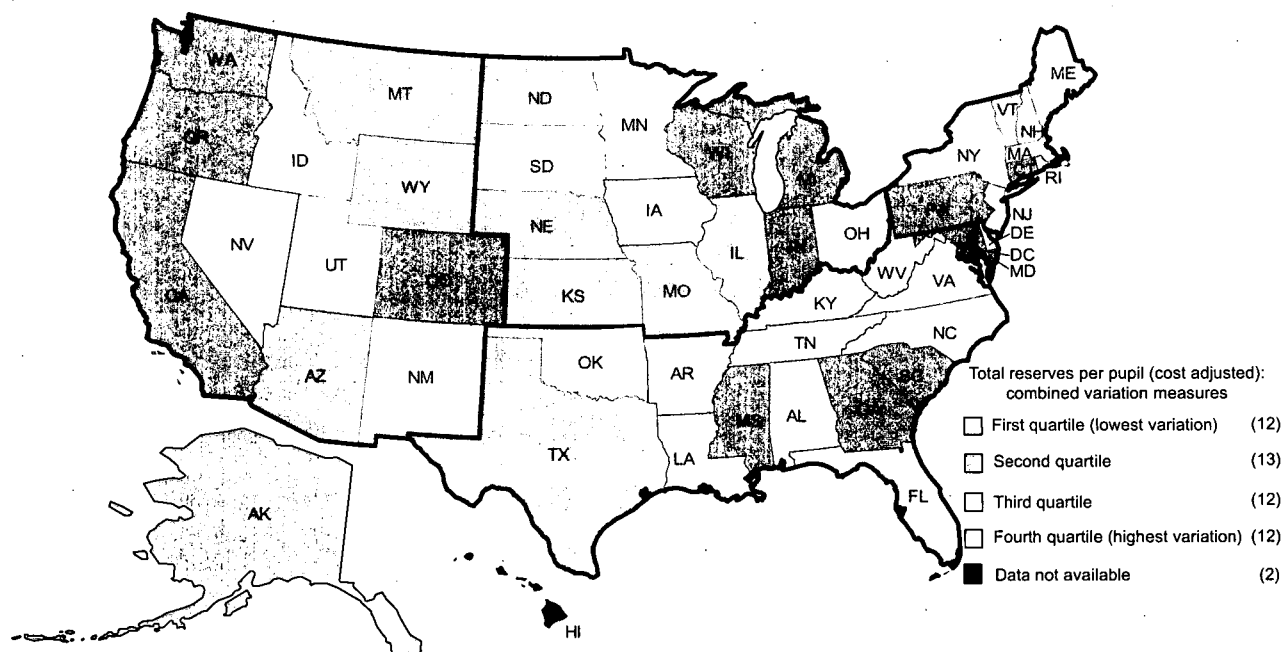 WA
MT
ND
MN
ME
VT
NH
OR
ID
SD
NY
MA
CT
RI
WY
IA
NE
NJ
DE
DC
MD
NV
UT
IL
OH
WV
VA
CA
KS
MO
KY
TN
NC
AZ
NM
OK
AR
MS
AL
TX
LA
FL
AK
HI
Total reserves per pupil (cost adjusted):
combined variation measures
First quartile (lowest variation) (12)
Second quartile (13)
Third quartile (12)
Fourth quartile (highest variation) (12)
Data not available (2)